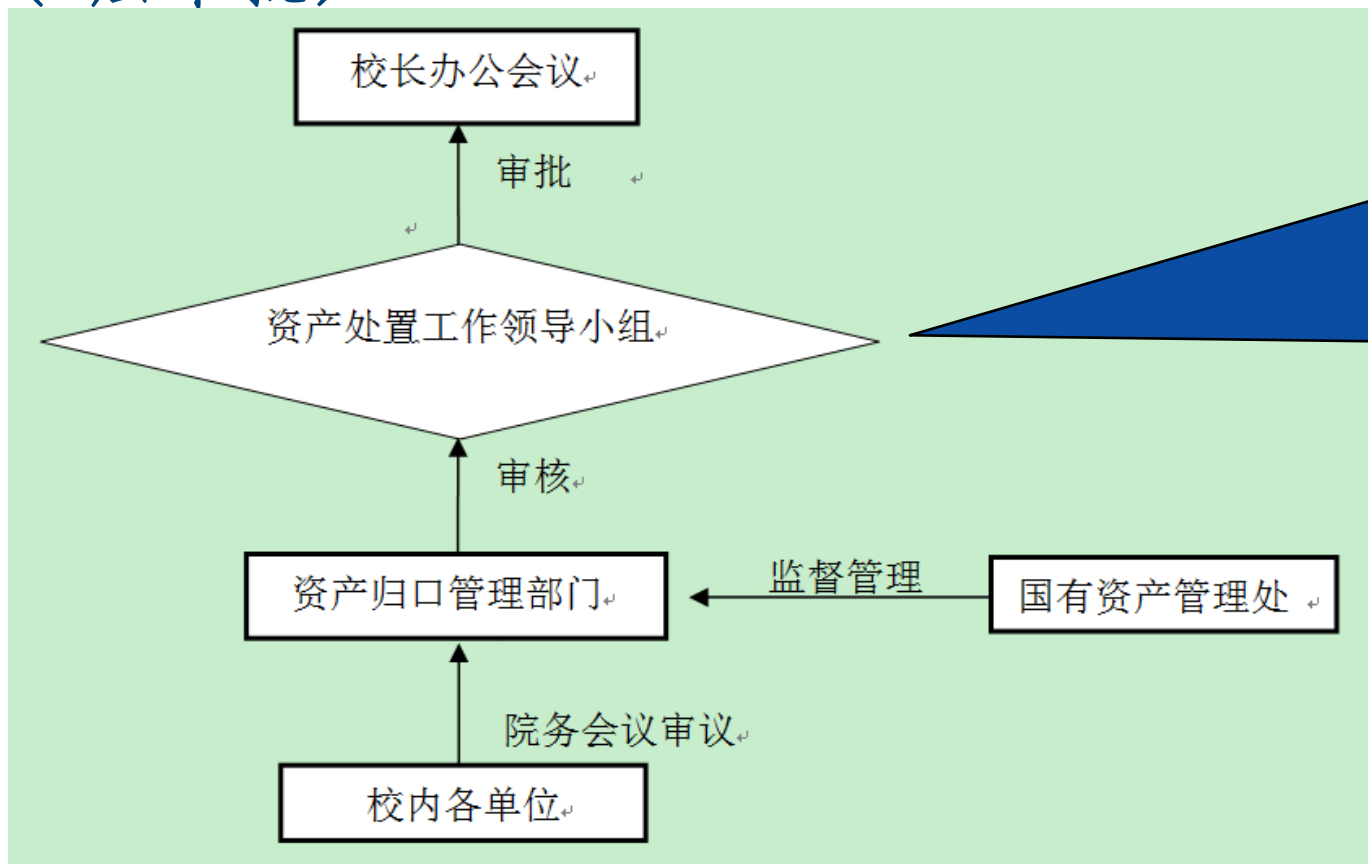 校长办公会议
审批
资产处置工作领导小组
审核
资产归口管理部门
监督管理
国有资产管理处
院务会议审议
校内各单位